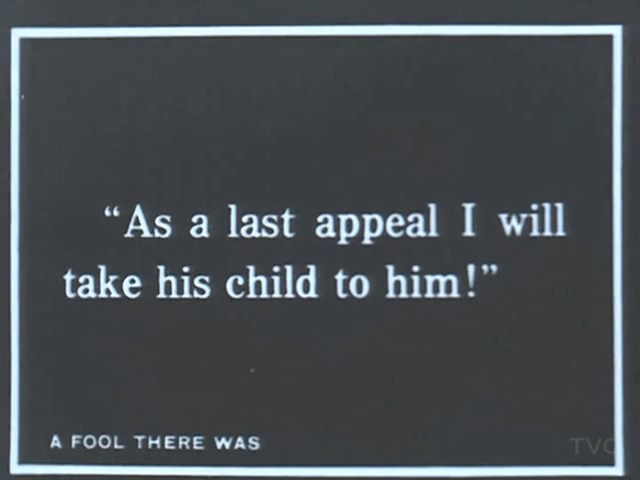 “As a last appeal I will
take his child to him!”
A FOOL THERE WAS
TVC